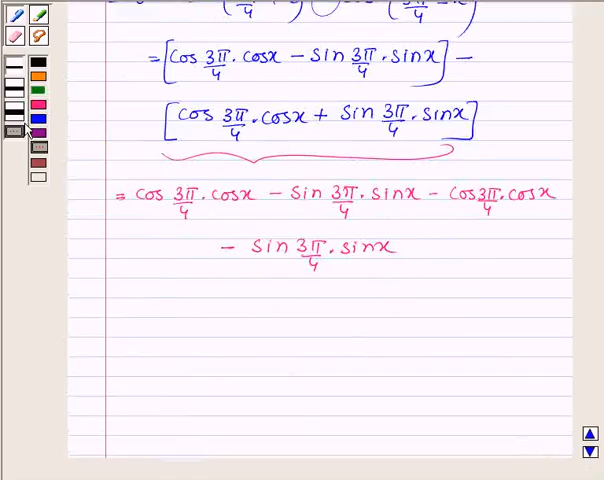 = [cos 3π/4 . cosx − sin 3π/4 . sinx] −
[cos 3π/4 . cosx + sin 3π/4 . sinx]
= cos 3π/4 . cosx − sin 3π/4 . sinx − cos 3π/4 . cosx
− sin 3π/4 . sinx